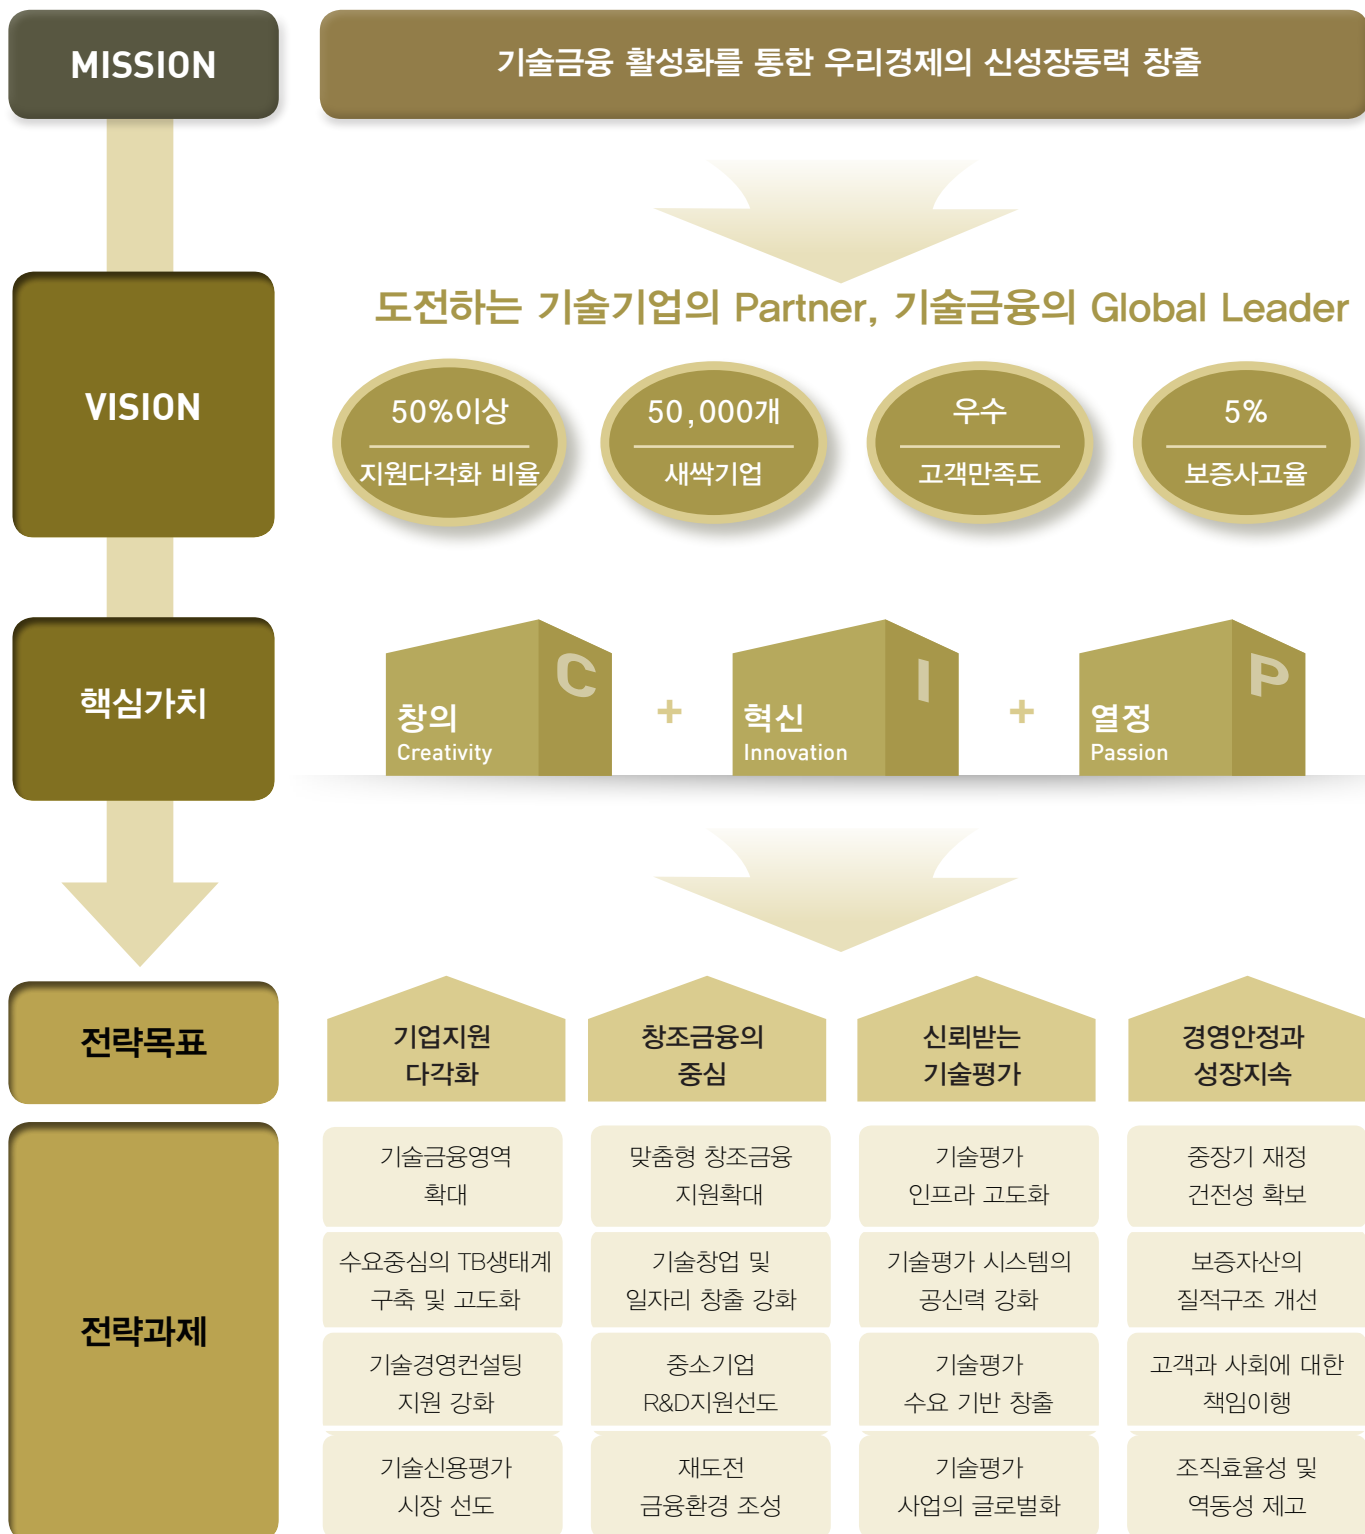 MISSION
기술금융 활성화를 통한 우리경제의 신성장동력 창출
VISION
도전하는 기술기업의 Partner, 기술금융의 Global Leader
50%이상
지원다각화 비율
50,000개
새싹기업
우수
고객만족도
5%
보증사고율
핵심가치
창의
Creativity
C
+
혁신
Innovation
I
+
열정
Passion
P
전략목표
기업지원
다각화
창조금융의
중심
신뢰받는
기술평가
경영안정과
성장지속
전략과제
기술금융영역
확대
맞춤형 창조금융
지원확대
기술평가
인프라 고도화
중장기 재정
건전성 확보
수요중심의 TB생태계
구축 및 고도화
기술창업 및
일자리 창출 강화
기술평가 시스템의
공신력 강화
보증자산의
질적구조 개선
기술경영컨설팅
지원 강화
중소기업
R&D지원선도
기술평가
수요 기반 창출
고객과 사회에 대한
책임이행
기술신용평가
시장 선도
재도전
금융환경 조성
기술평가
사업의 글로벌화
조직효율성 및
역동성 제고